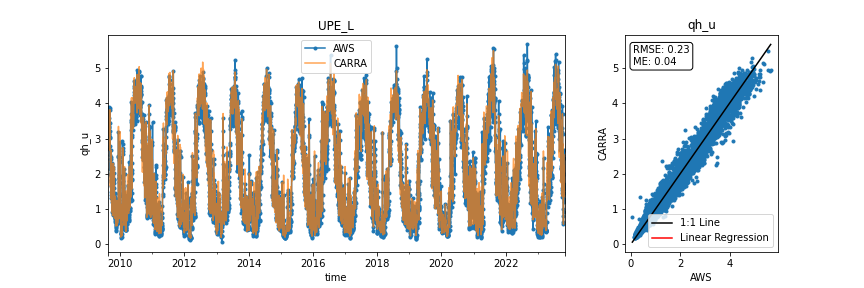 UPE_L
qh_u
AWS
CARRA
qh_u
5
4
3
2
1
0
2010
2012
2014
2016
2018
2020
2022
time
RMSE: 0.23
ME: 0.04
CARRA
5
4
3
2
1
0
1:1 Line
Linear Regression
0
2
4
AWS